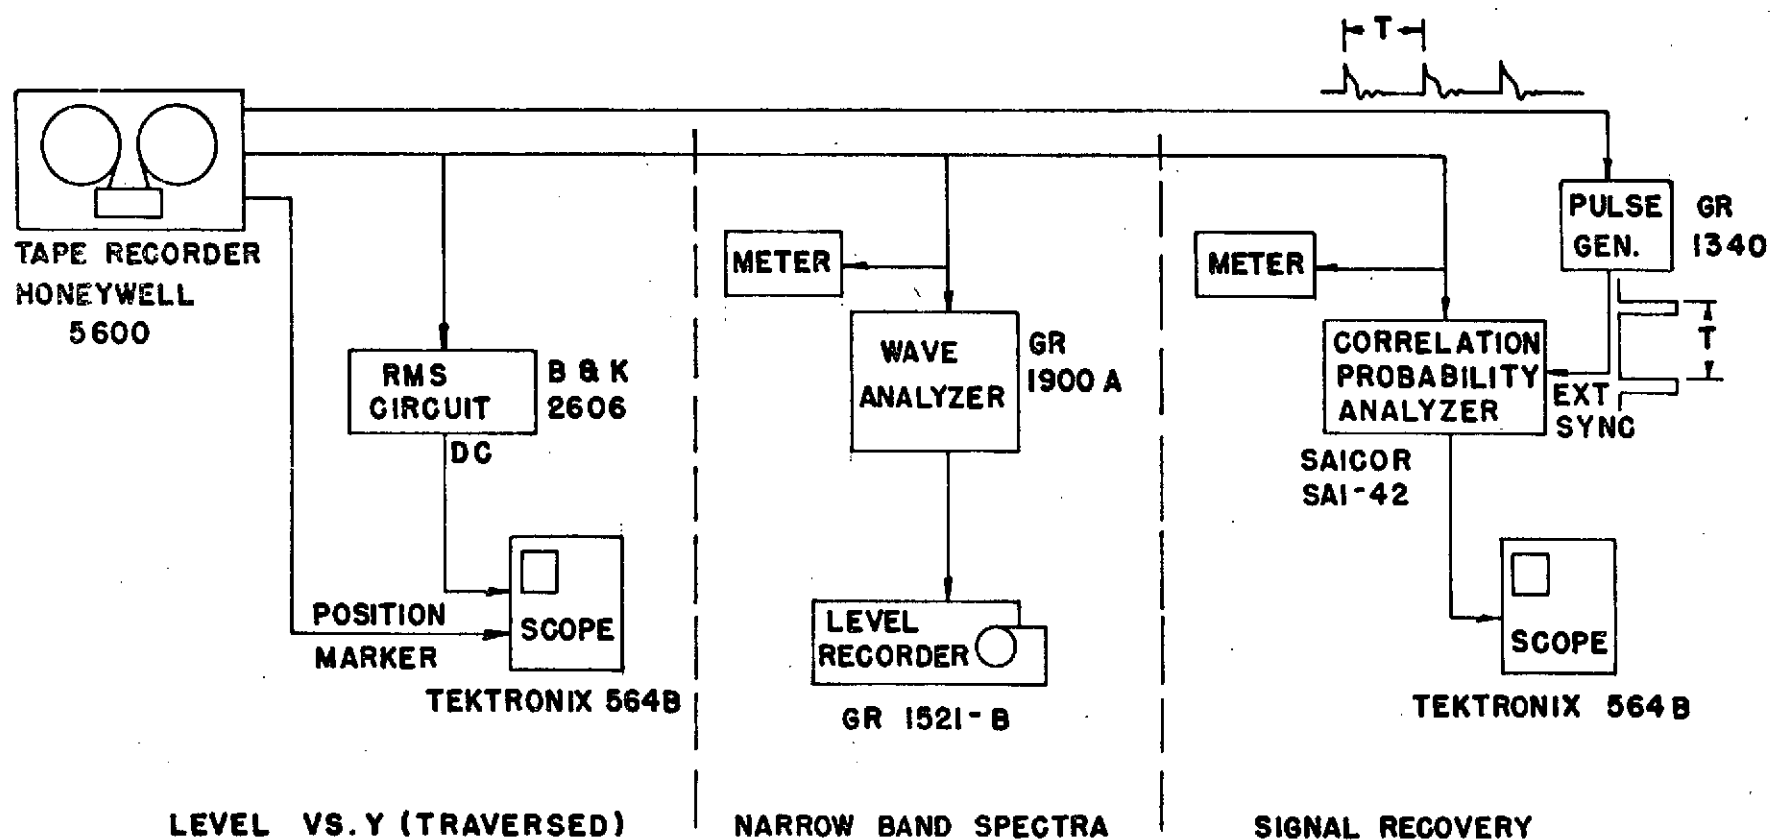 T
TAPE RECORDER
HONEYWELL
5600
RMS
CIRCUIT
B & K
2606
DC
POSITION
MARKER
SCOPE
TEKTRONIX 564B
LEVEL VS. Y (TRAVERSED)
METER
WAVE
ANALYZER
GR
1900 A
LEVEL
RECORDER
GR 1521-B
NARROW BAND SPECTRA
METER
PULSE
GEN.
GR
1340
T
CORRELATION
PROBABILITY
ANALYZER
EXT
SYNC
SAICOR
SAI-42
SCOPE
TEKTRONIX 564B
SIGNAL RECOVERY